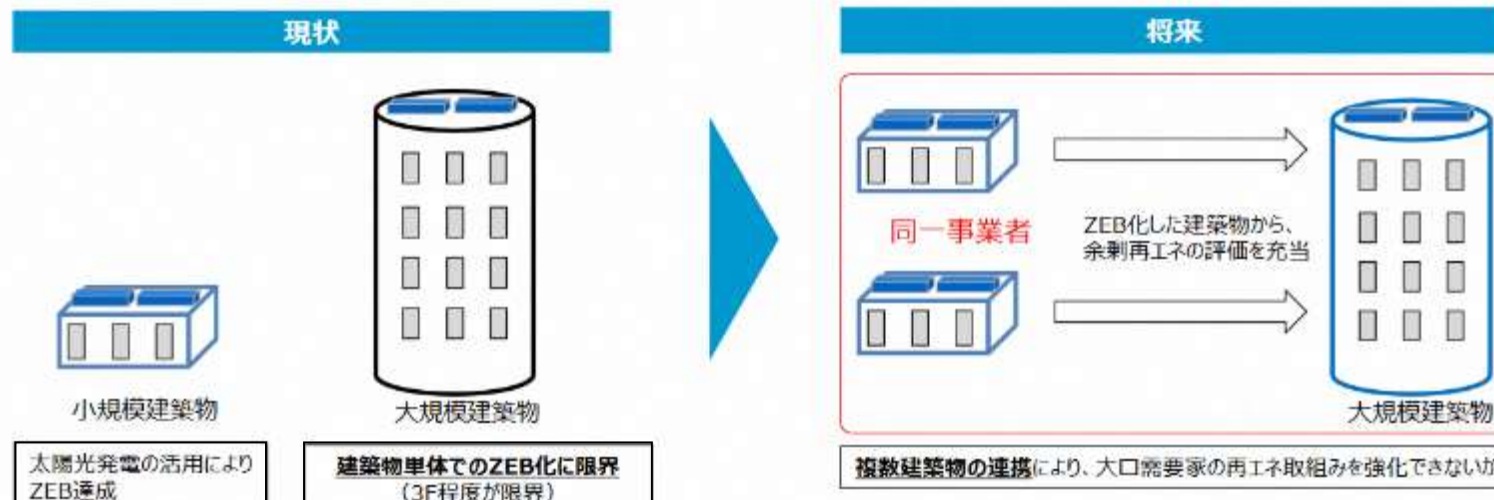 現状
小規模建築物
大規模建築物
太陽光発電の活用により
ZEB達成
建築物単体でのZEB化に限界
（3F程度が限界）
将来
同一事業者
ZEB化した建築物から、
余剰再エネの評価を充当
大規模建築物
複数建築物の連携により、大口需要家の再エネ取組みを強化できないか